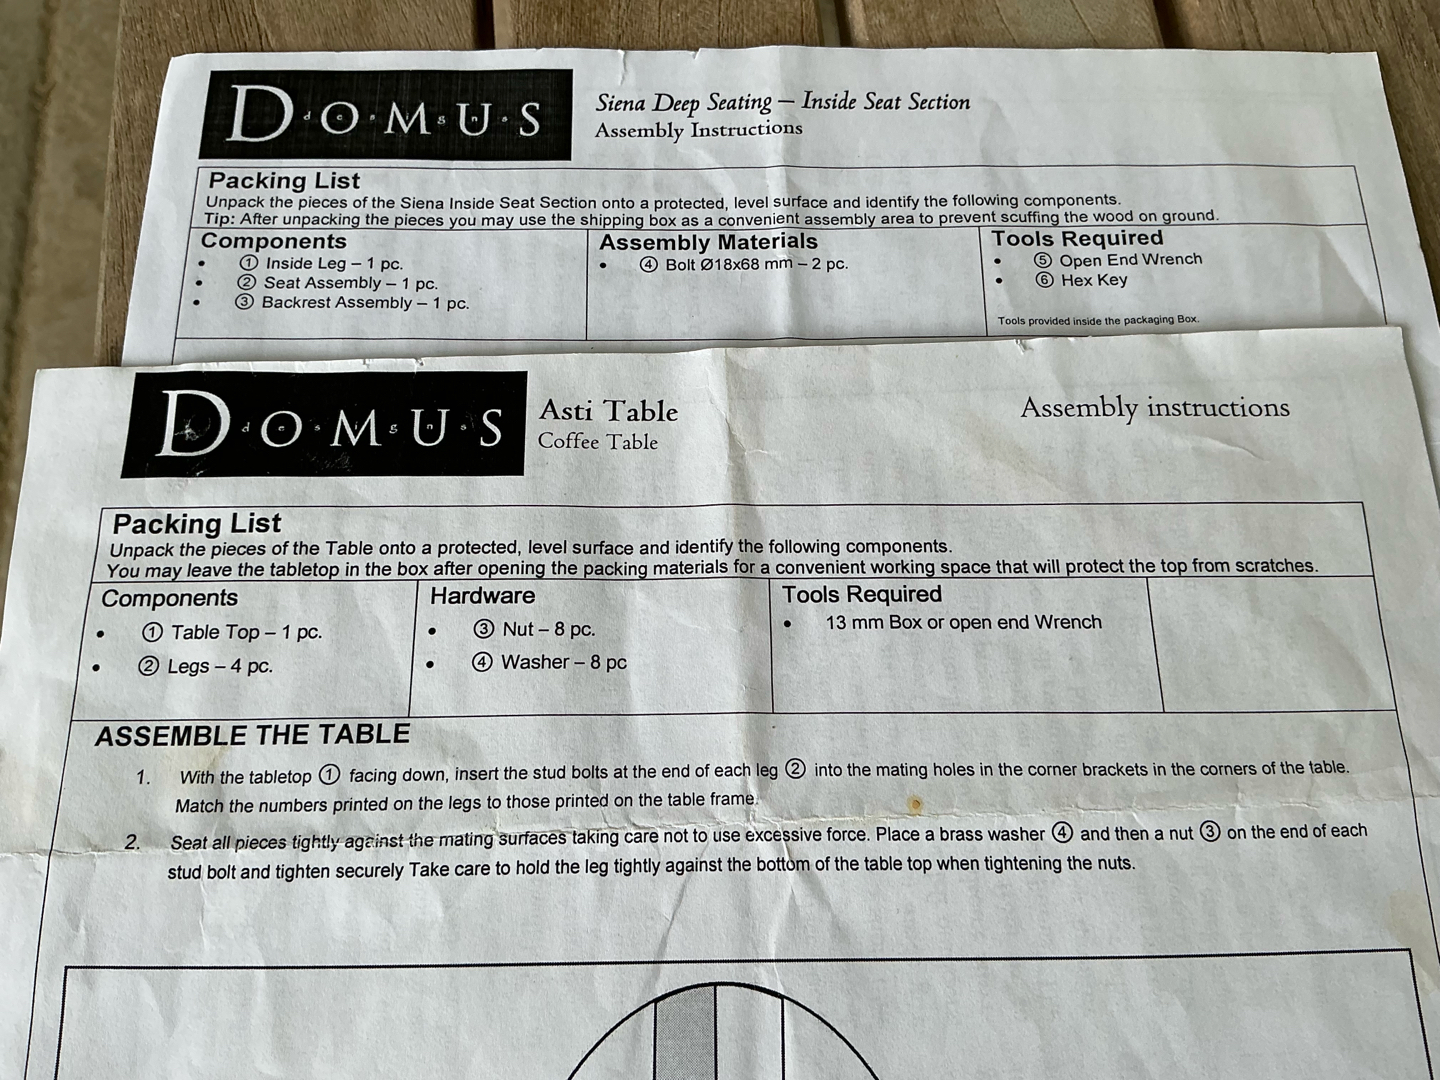 DOMUS
designs
Siena Deep Seating – Inside Seat Section
Assembly Instructions
Packing List
Unpack the pieces of the Siena Inside Seat Section onto a protected, level surface and identify the following components.
Tip: After unpacking the pieces you may use the shipping box as a convenient assembly area to prevent scuffing the wood on ground.
Components
• ① Inside Leg – 1 pc.
• ② Seat Assembly – 1 pc.
• ③ Backrest Assembly – 1 pc.
Assembly Materials
• ④ Bolt Ø18x68 mm – 2 pc.
Tools Required
• ⑤ Open End Wrench
• ⑥ Hex Key
Tools provided inside the packaging Box.
DOMUS
designs
Asti Table
Coffee Table
Assembly instructions
Packing List
Unpack the pieces of the Table onto a protected, level surface and identify the following components.
You may leave the tabletop in the box after opening the packing materials for a convenient working space that will protect the top from scratches.
Components
• ① Table Top – 1 pc.
• ② Legs – 4 pc.
Hardware
• ③ Nut – 8 pc.
• ④ Washer – 8 pc
Tools Required
• 13 mm Box or open end Wrench
ASSEMBLE THE TABLE
1. With the tabletop ① facing down, insert the stud bolts at the end of each leg ② into the mating holes in the corner brackets in the corners of the table.
Match the numbers printed on the legs to those printed on the table frame.
2. Seat all pieces tightly against the mating surfaces taking care not to use excessive force. Place a brass washer ④ and then a nut ③ on the end of each
stud bolt and tighten securely Take care to hold the leg tightly against the bottom of the table top when tightening the nuts.